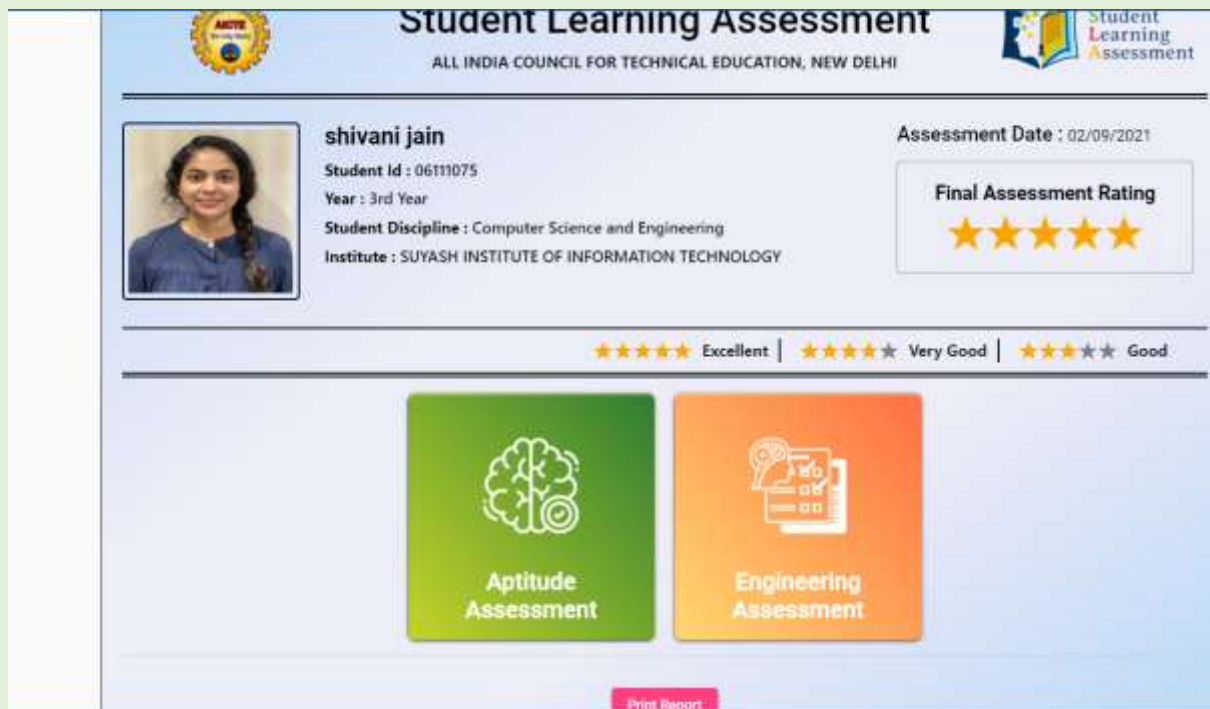 AICTE
Student Learning Assessment
ALL INDIA COUNCIL FOR TECHNICAL EDUCATION, NEW DELHI
Student
Learning
Assessment
shivani jain
Student Id : 06111075
Year : 3rd Year
Student Discipline : Computer Science and Engineering
Institute : SUYASH INSTITUTE OF INFORMATION TECHNOLOGY
Assessment Date : 02/09/2021
Final Assessment Rating
Excellent | Very Good | Good
Aptitude
Assessment
Engineering
Assessment
Print Report